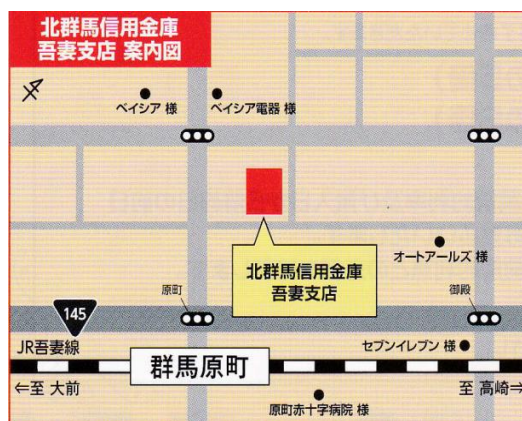 北群馬信用金庫
吾妻支店 案内図
ベイシア 様
ベイシア電器 様
北群馬信用金庫
吾妻支店
オートアールズ 様
原町
御殿
145
JR吾妻線
セブンイレブン 様
群馬原町
←至 大前
至 高崎→
原町赤十字病院 様